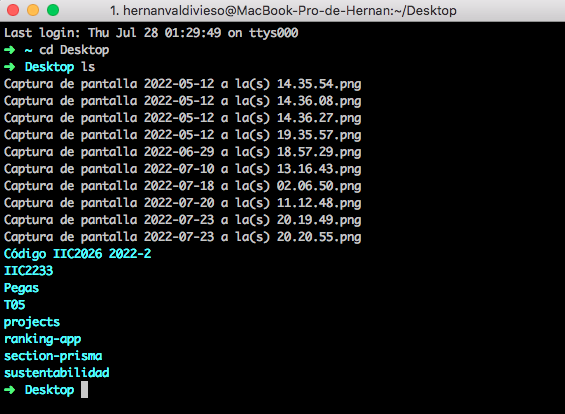 1. hernanvaldivieso@MacBook-Pro-de-Hernan:~/Desktop
Last login: Thu Jul 28 01:29:49 on ttys000
➜ ~ cd Desktop
➜ Desktop ls
Captura de pantalla 2022-05-12 a la(s) 14.35.54.png
Captura de pantalla 2022-05-12 a la(s) 14.36.08.png
Captura de pantalla 2022-05-12 a la(s) 14.36.27.png
Captura de pantalla 2022-05-12 a la(s) 19.35.57.png
Captura de pantalla 2022-06-29 a la(s) 18.57.29.png
Captura de pantalla 2022-07-10 a la(s) 13.16.43.png
Captura de pantalla 2022-07-18 a la(s) 02.06.50.png
Captura de pantalla 2022-07-20 a la(s) 11.12.48.png
Captura de pantalla 2022-07-23 a la(s) 20.19.49.png
Captura de pantalla 2022-07-23 a la(s) 20.20.55.png
Código IIC2026 2022-2
IIC2233
Pegas
T05
projects
ranking-app
section-prisma
sustentabilidad
➜ Desktop